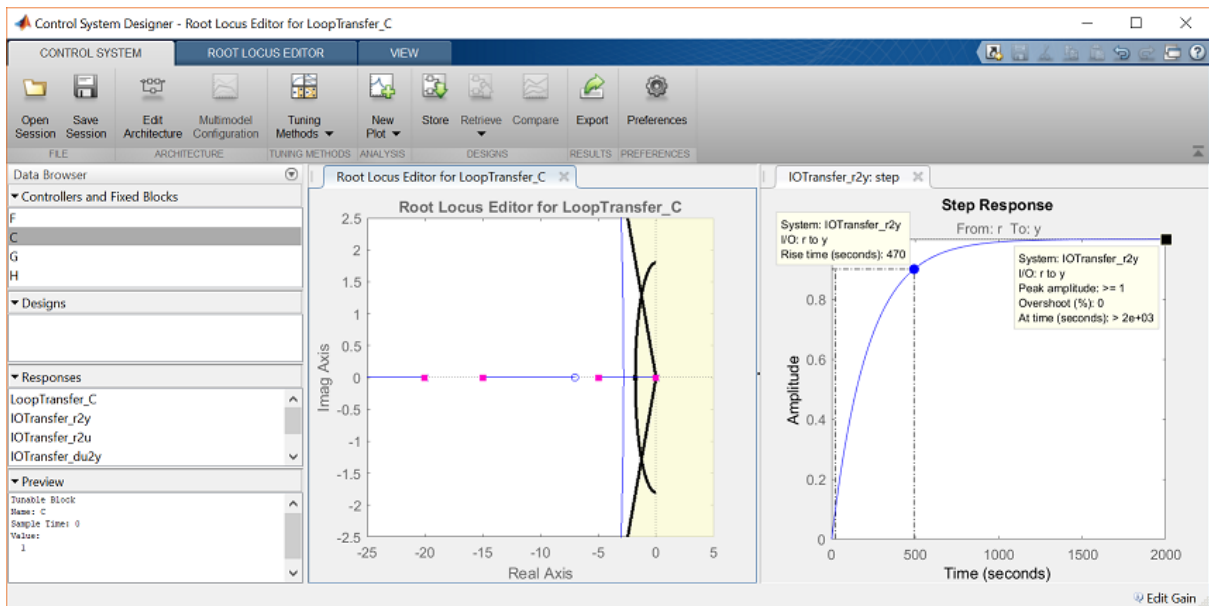 Control System Designer - Root Locus Editor for LoopTransfer_C
CONTROL SYSTEM
ROOT LOCUS EDITOR
VIEW
Open Session
Save Session
Edit Architecture
Multimodel Configuration
Tuning Methods
New Plot
Store
Retrieve
Compare
Export
Preferences
FILE
ARCHITECTURE
TUNING METHODS
ANALYSIS
DESIGNS
RESULTS
PREFERENCES
Data Browser
Controllers and Fixed Blocks
F
C
G
H
Designs
Responses
LoopTransfer_C
IOTransfer_r2y
IOTransfer_r2u
IOTransfer_du2y
Preview
Tunable Block
Name: C
Sample Time: 0
Value:
1
Root Locus Editor for LoopTransfer_C
Root Locus Editor for LoopTransfer_C
Imag Axis
2.5
2
1.5
1
0.5
0
-0.5
-1
-1.5
-2
-2.5
-25
-20
-15
-10
-5
0
5
Real Axis
IOTransfer_r2y: step
Step Response
From: r To: y
System: IOTransfer_r2y
I/O: r to y
Rise time (seconds): 470
System: IOTransfer_r2y
I/O: r to y
Peak amplitude: >= 1
Overshoot (%): 0
At time (seconds): > 2e+03
Amplitude
0.8
0.6
0.4
0.2
0
0
500
1000
1500
2000
Time (seconds)
Edit Gain